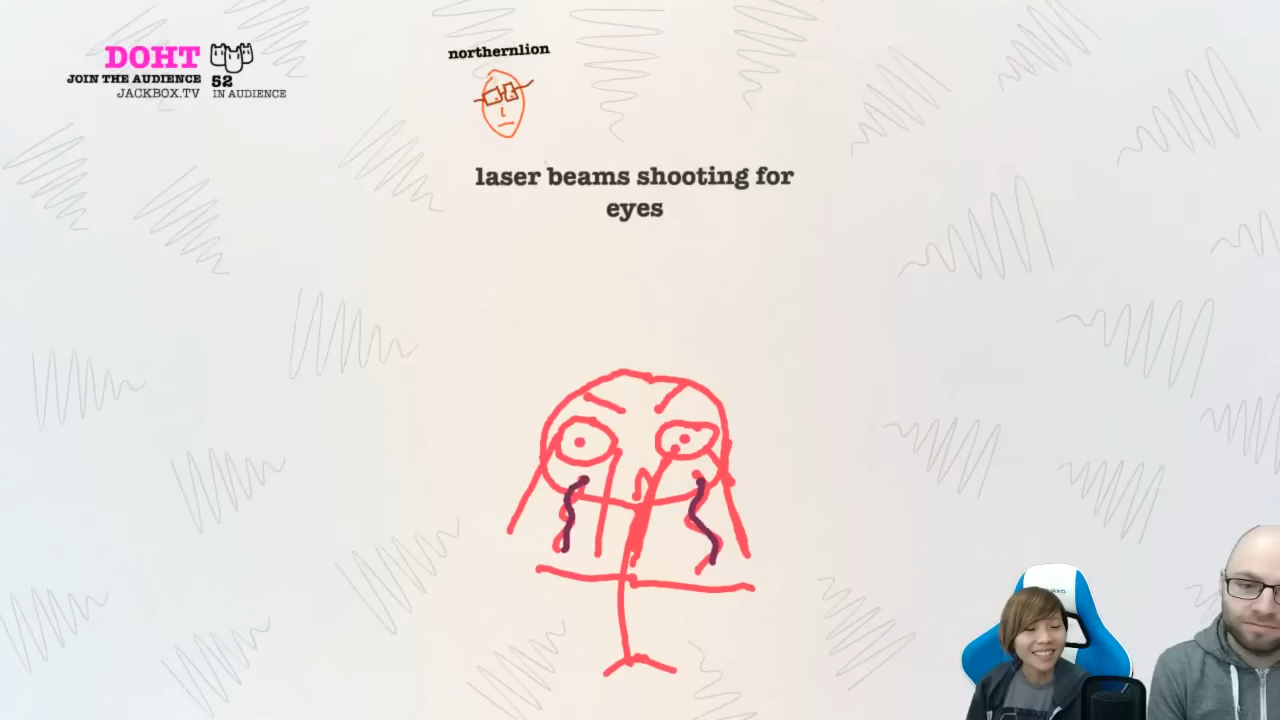 DOHT
JOIN THE AUDIENCE
JACKBOX.TV
52
IN AUDIENCE
northernlion
laser beams shooting for
eyes